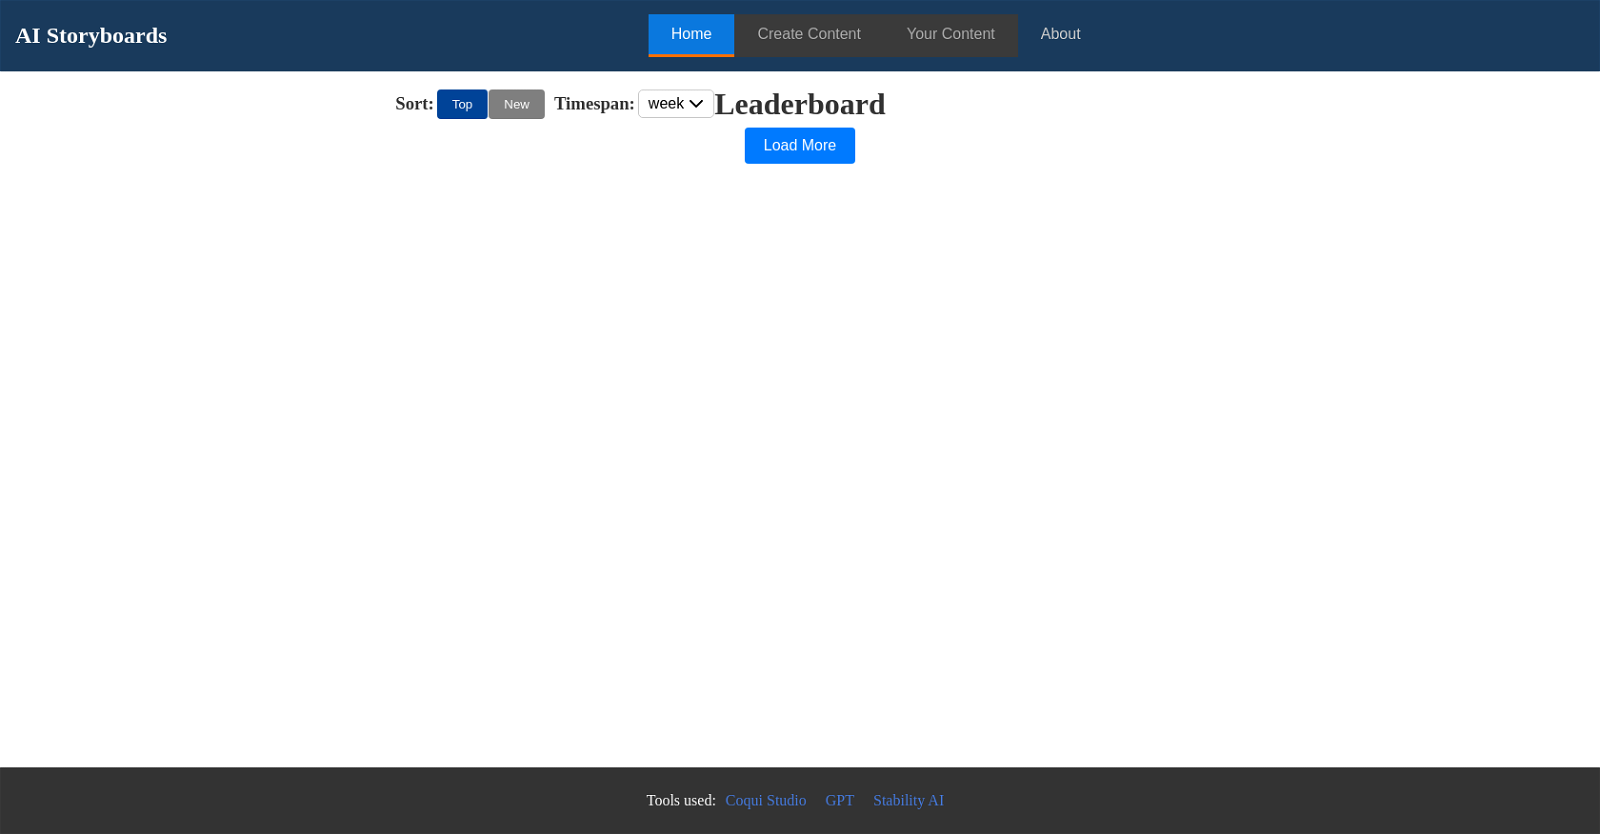 AI Storyboards
Home Create Content Your Content About
Sort: Top New Timespan: week Leaderboard
Load More
Tools used: Coqui Studio GPT Stability AI